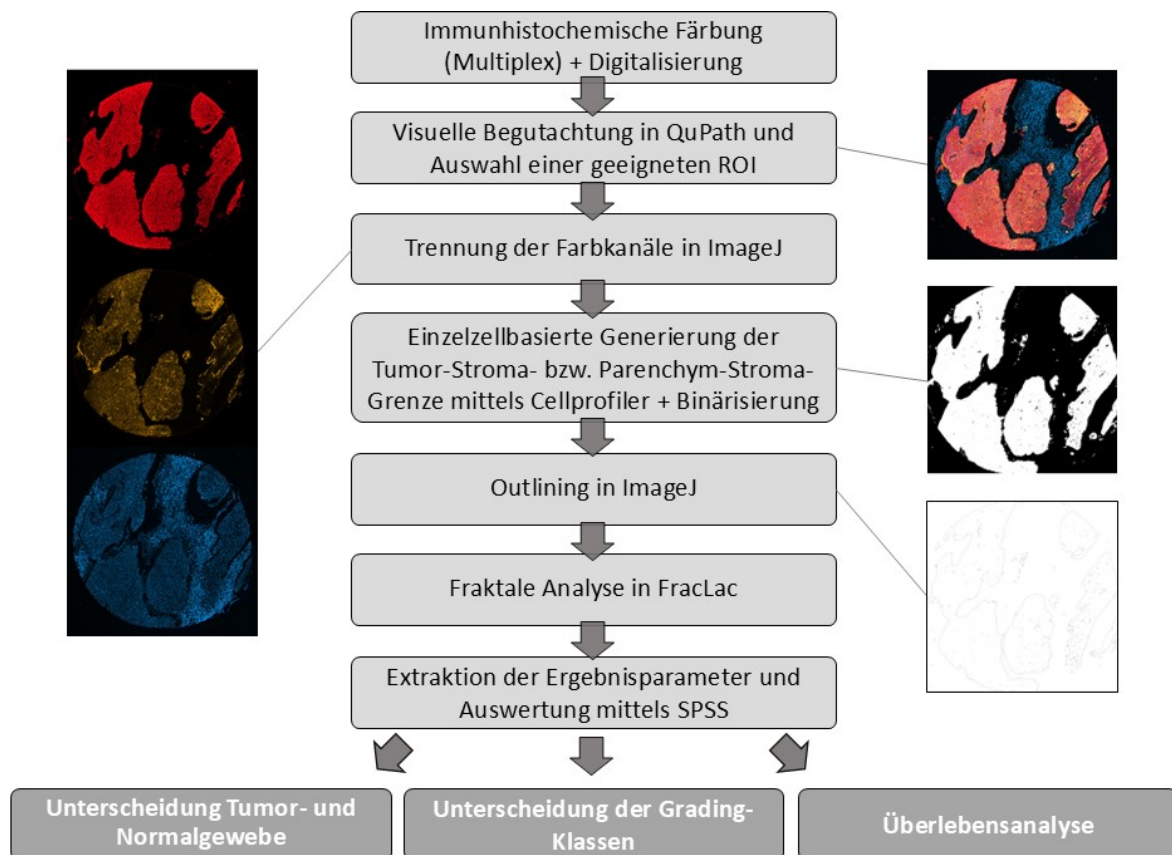 Immunhistochemische Färbung
(Multiplex) + Digitalisierung
Visuelle Begutachtung in QuPath und
Auswahl einer geeigneten ROI
Trennung der Farbkanäle in ImageJ
Einzelzellbasierte Generierung der
Tumor-Stroma- bzw. Parenchym-Stroma-
Grenze mittels Cellprofiler + Binärisierung
Outlining in ImageJ
Fraktale Analyse in FracLac
Extraktion der Ergebnisparameter und
Auswertung mittels SPSS
Unterscheidung Tumor- und
Normalgewebe
Unterscheidung der Grading-
Klassen
Überlebensanalyse